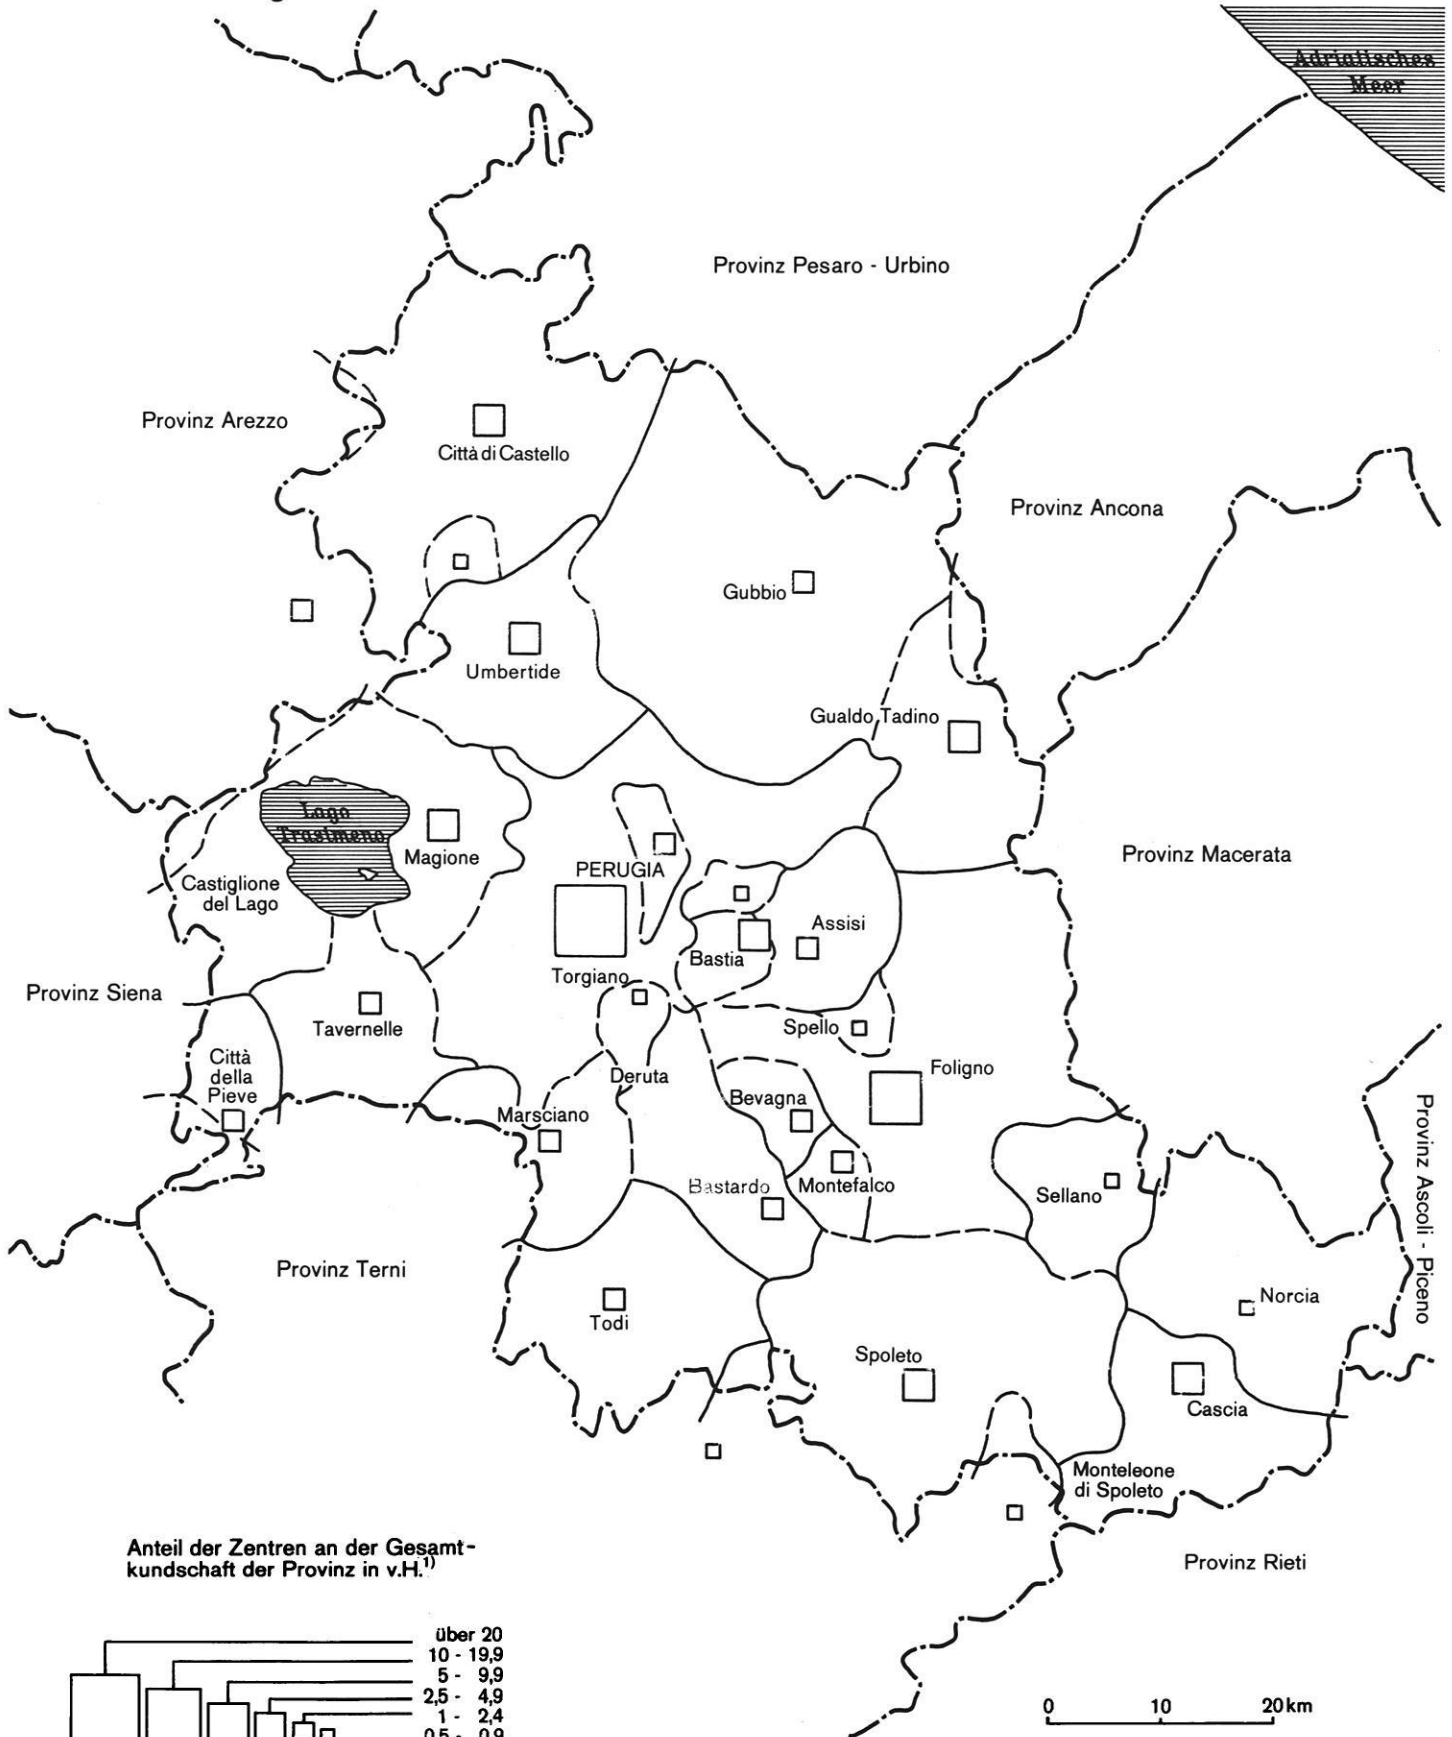 Adriatisches
Meer
Provinz Pesaro - Urbino
Provinz Arezzo
Città di Castello
Provinz Ancona
Gubbio
Umbertide
Gualdo Tadino
Lago
Trasimeno
Magione
PERUGIA
Provinz Macerata
Castiglione
del Lago
Assisi
Bastia
Torgiano
Provinz Siena
Tavernelle
Spello
Città
della
Pieve
Deruta
Foligno
Bevagna
Marsciano
Provinz Ascoli - Piceno
Bastardo
Montefalco
Sellano
Provinz Terni
Norcia
Todi
Spoleto
Cascia
Monteleone
di Spoleto
Provinz Rieti
Anteil der Zentren an der Gesamt-
kundschaft der Provinz in v.H.¹⁾
über 20
10 - 19,9
5 - 9,9
2,5 - 4,9
1 - 2,4
0,5 - 0,9
0 10 20 km